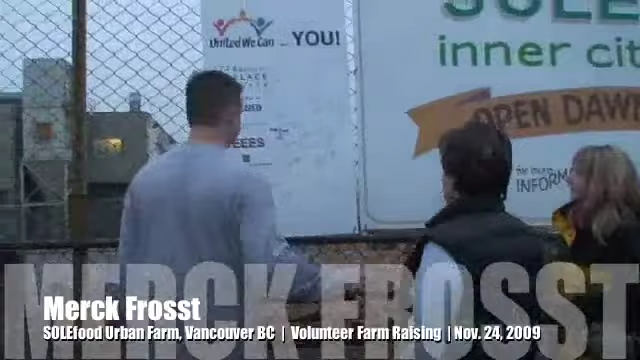 SOLE
United We Can ... YOU!
inner cit
OPEN DAW
INFORM
MERCK FROSST
Merck Frosst
SOLEfood Urban Farm, Vancouver BC | Volunteer Farm Raising | Nov. 24, 2009